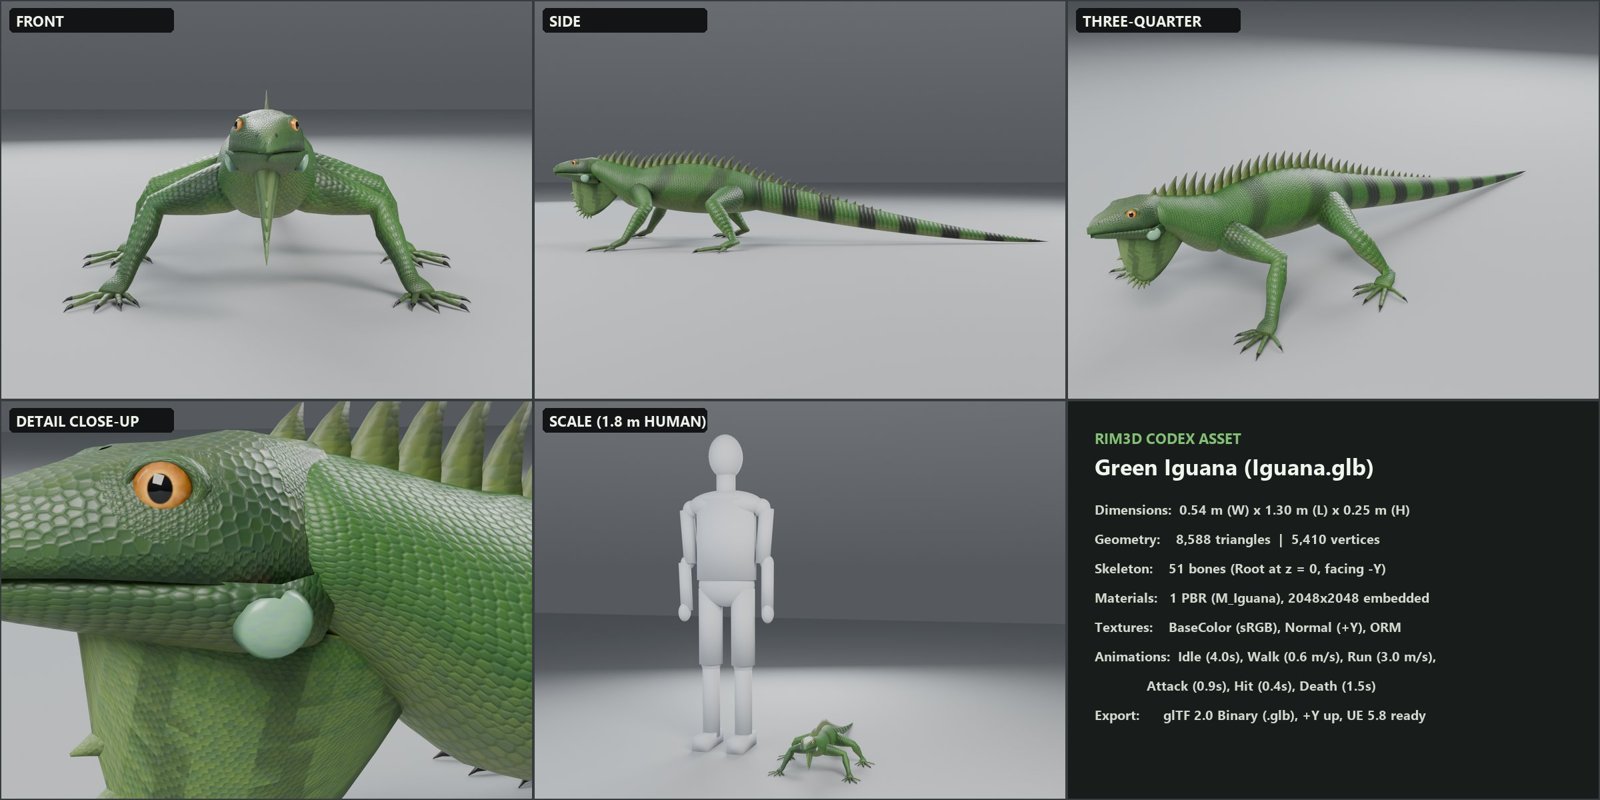 FRONT
SIDE
THREE-QUARTER
DETAIL CLOSE-UP
SCALE (1.8 m HUMAN)
RIM3D CODEX ASSET
Green Iguana (Iguana.glb)
Dimensions: 0.54 m (W) x 1.30 m (L) x 0.25 m (H)
Geometry: 8,588 triangles | 5,410 vertices
Skeleton: 51 bones (Root at z = 0, facing -Y)
Materials: 1 PBR (M_Iguana), 2048x2048 embedded
Textures: BaseColor (sRGB), Normal (+Y), ORM
Animations: Idle (4.0s), Walk (0.6 m/s), Run (3.0 m/s),
Attack (0.9s), Hit (0.4s), Death (1.5s)
Export: glTF 2.0 Binary (.glb), +Y up, UE 5.8 ready